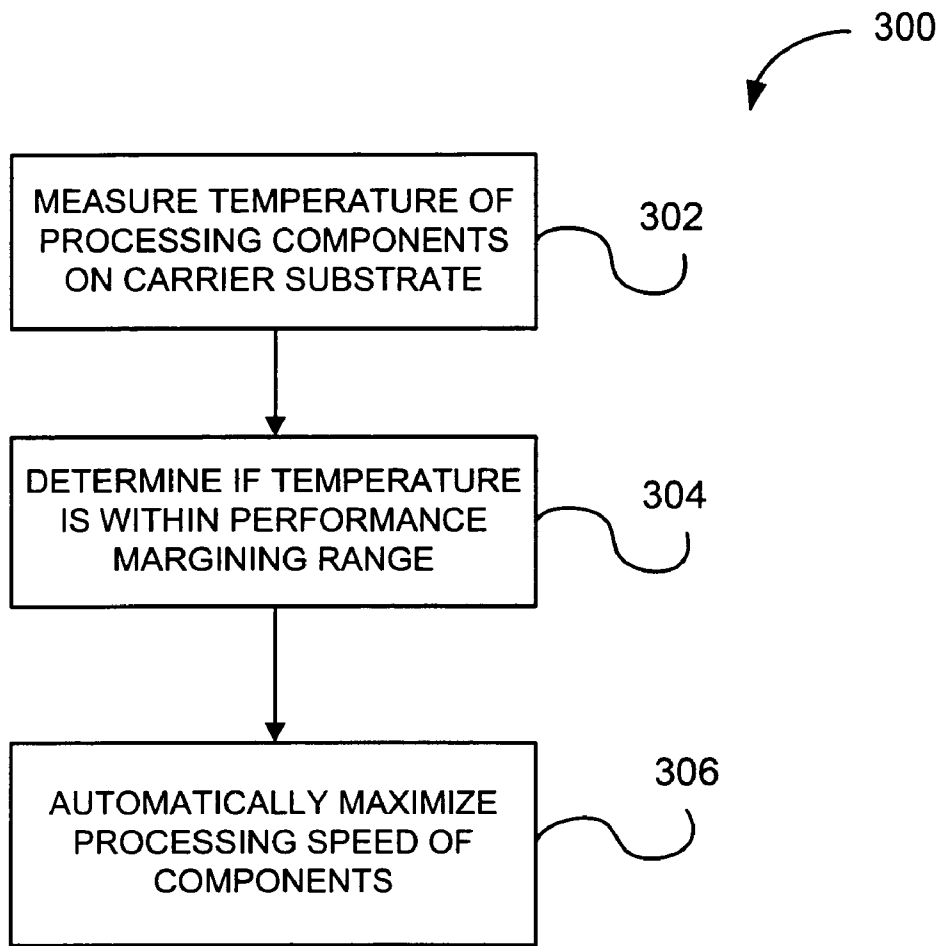 300
MEASURE TEMPERATURE OF
PROCESSING COMPONENTS
ON CARRIER SUBSTRATE
302
DETERMINE IF TEMPERATURE
IS WITHIN PERFORMANCE
MARGINING RANGE
304
AUTOMATICALLY MAXIMIZE
PROCESSING SPEED OF
COMPONENTS
306